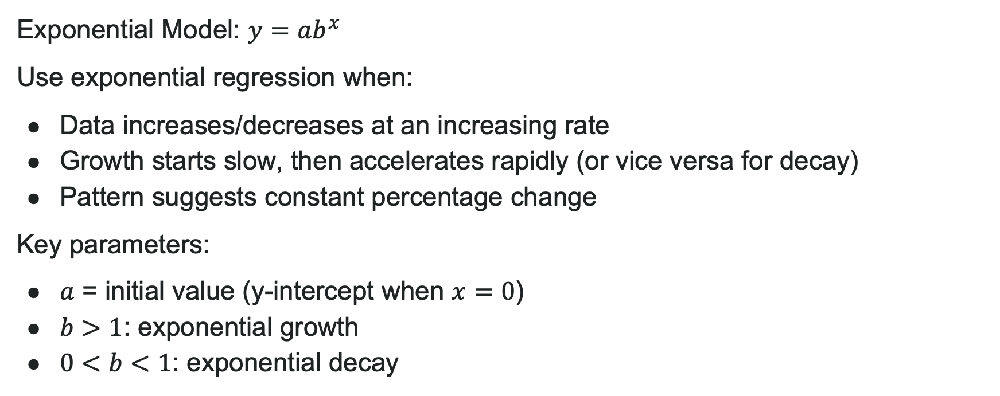 Exponential Model: y = abˣ
Use exponential regression when:
● Data increases/decreases at an increasing rate
● Growth starts slow, then accelerates rapidly (or vice versa for decay)
● Pattern suggests constant percentage change
Key parameters:
● a = initial value (y-intercept when x = 0)
● b > 1: exponential growth
● 0 < b < 1: exponential decay